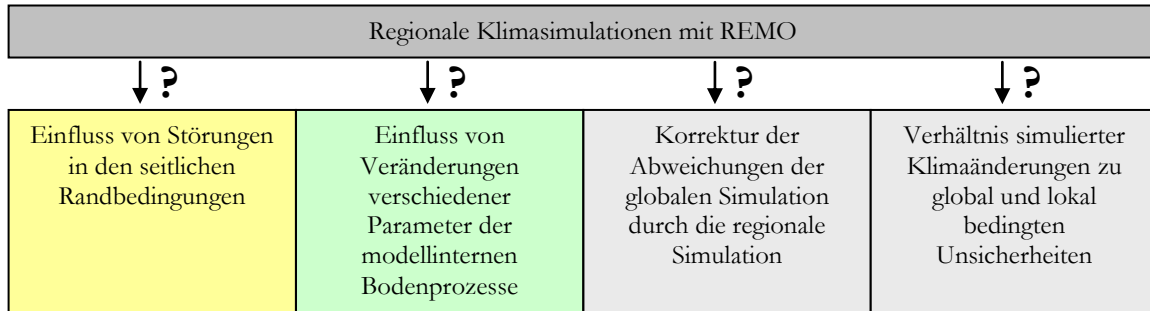 Regionale Klimasimulationen mit REMO
? ? ? ?
Einfluss von Störungen
in den seitlichen
Randbedingungen
Einfluss von
Veränderungen
verschiedener
Parameter der
modellinternen
Bodenprozesse
Korrektur der
Abweichungen der
globalen Simulation
durch die regionale
Simulation
Verhältnis simulierter
Klimaänderungen zu
global und lokal
bedingten
Unsicherheiten